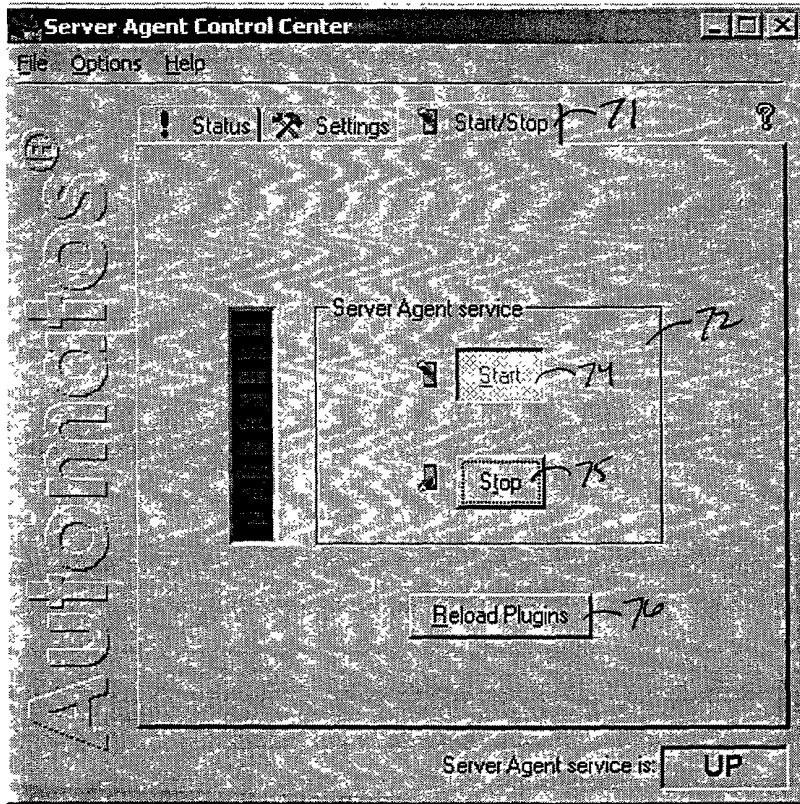 Server Agent Control Center
File Options Help
Status Settings Start/Stop 71
?
Server Agent service 72
Start 74
Stop 75
Reload Plugins 76
Server Agent service is: UP